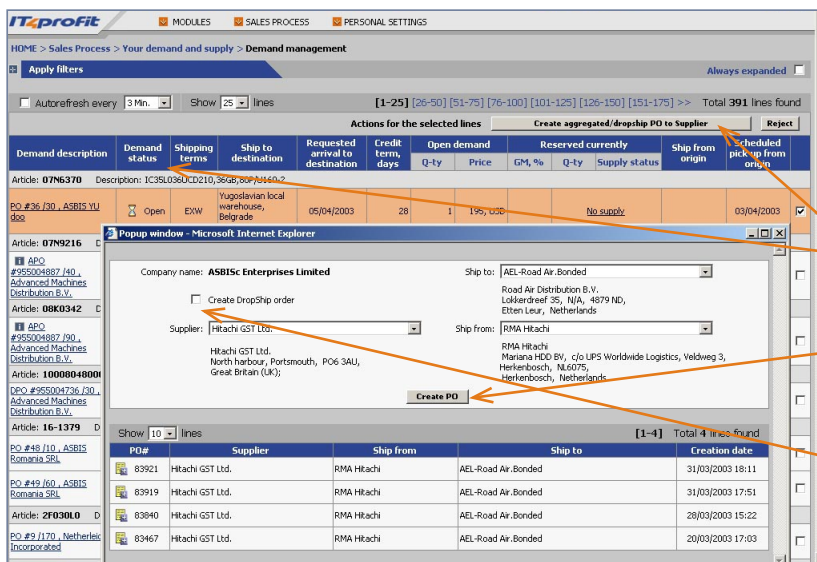 IT4profit
MODULES SALES PROCESS PERSONAL SETTINGS
HOME > Sales Process > Your demand and supply > Demand management
Apply filters Always expanded
Autorefresh every 3 Min. Show 25 lines [1-25] [26-50] [51-75] [76-100] [101-125] [126-150] [151-175] >> Total 391 lines found
Actions for the selected lines Create aggregated/dropship PO to Supplier Reject
Demand description Demand status Shipping terms Ship to destination Requested arrival to destination Credit term, days Open demand Reserved currently Ship from origin Scheduled pick up from origin
Q-ty Price GM, % Q-ty Supply status
Article: 07N6370 Description:
PO #36 /30 , ASBIS YU doo Open EXW Yugoslavian local warehouse, Belgrade 05/04/2003 28 1 195, USD No supply 03/04/2003
Article: 07N9216 D
APO #955004887 /40 , Advanced Machines Distribution B.V.
Article: 08K0342 D
APO #955004887 /90 , Advanced Machines Distribution B.V.
Article: 1000804800
DPO #955004736 /30 , Advanced Machines Distribution B.V.
Article: 16-1379 D
PO #48 /10 , ASBIS Romania SRL
PO #49 /60 , ASBIS Romania SRL
Article: 2F030L0 D
PO #9 /170 , Netherleic Incorporated
Popup window - Microsoft Internet Explorer
Company name: ASBISc Enterprises Limited Ship to: AEL-Road Air.Bonded
Create DropShip order
Road Air Distribution B.V.
Lokkerdreef 35, N/A, 4879 ND,
Etten Leur, Netherlands
Supplier: Hitachi GST Ltd. Ship from: RMA Hitachi
Hitachi GST Ltd.
North harbour, Portsmouth, PO6 3AU,
Great Britain (UK);
RMA Hitachi
Mariana HDD BV, c/o UPS Worldwide Logistics, Veldweg 3,
Herkenbosch, NL6075,
Herkenbosch, Netherlands
Create PO
Show 10 lines [1-4] Total 4 lines found
PO# Supplier Ship from Ship to Creation date
83921 Hitachi GST Ltd. RMA Hitachi AEL-Road Air.Bonded 31/03/2003 18:11
83919 Hitachi GST Ltd. RMA Hitachi AEL-Road Air.Bonded 31/03/2003 17:51
83840 Hitachi GST Ltd. RMA Hitachi AEL-Road Air.Bonded 28/03/2003 15:22
83467 Hitachi GST Ltd. RMA Hitachi AEL-Road Air.Bonded 20/03/2003 17:03